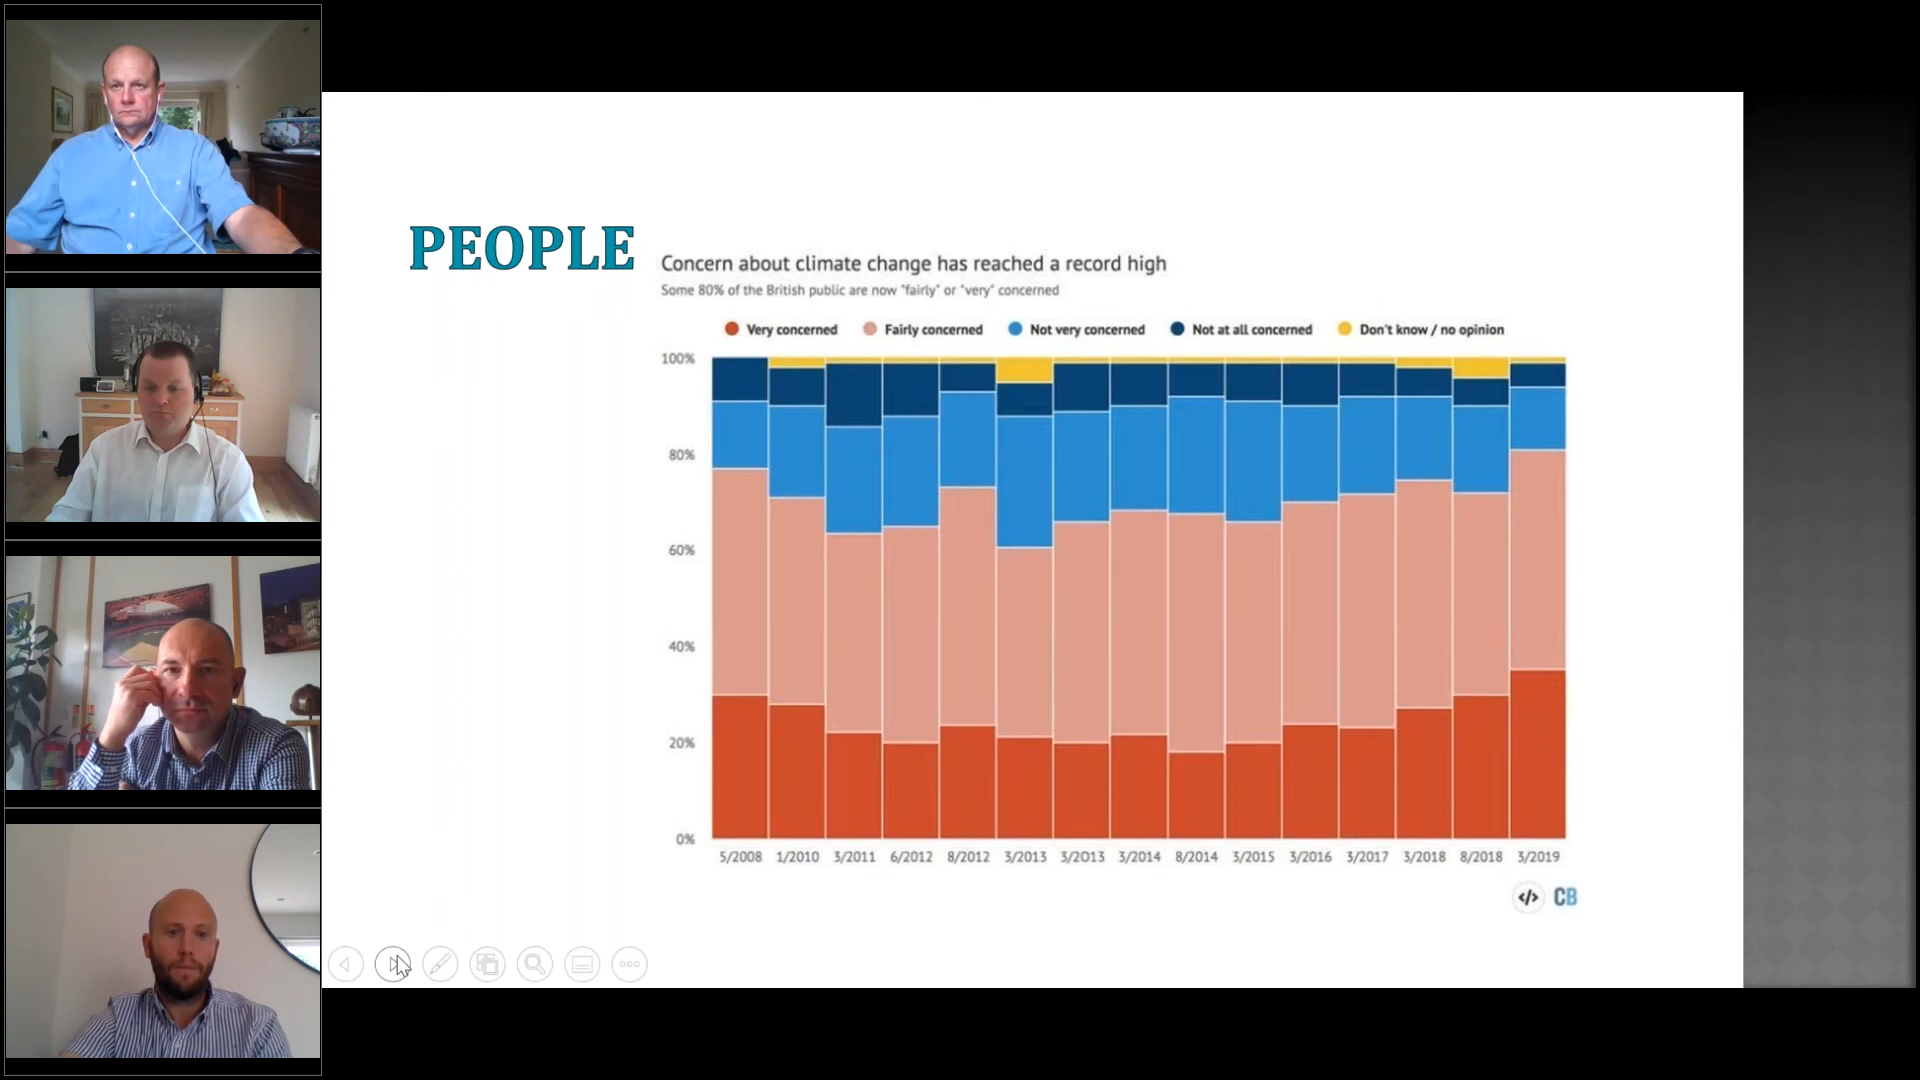 PEOPLE
Concern about climate change has reached a record high
Some 80% of the British public are now "fairly" or "very" concerned
Very concerned Fairly concerned Not very concerned Not at all concerned Don't know / no opinion
100%
80%
60%
40%
20%
0%
5/2008 1/2010 3/2011 6/2012 8/2012 3/2013 3/2013 3/2014 8/2014 3/2015 3/2016 3/2017 3/2018 8/2018 3/2019
</> CB